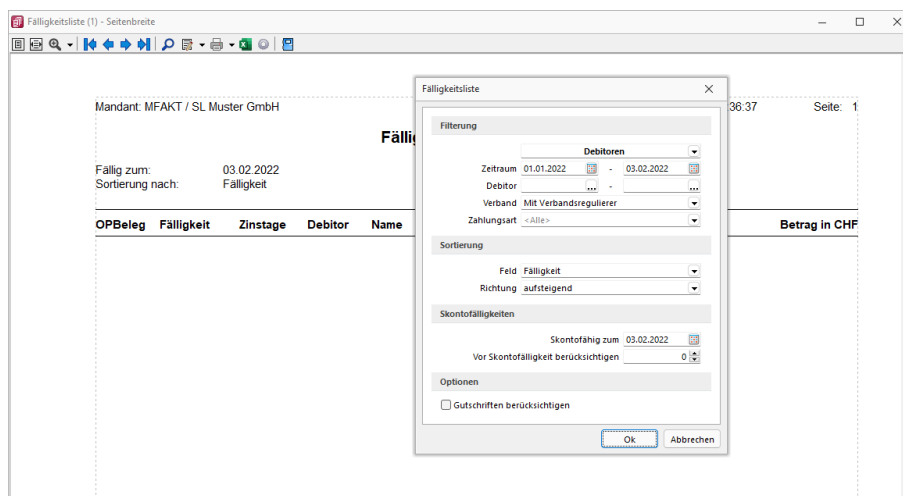 Fälligkeitsliste (1) - Seitenbreite
Mandant: MFAKT / SL Muster GmbH
36:37 Seite: 1
Fällig zum: 03.02.2022
Sortierung nach: Fälligkeit
OPBeleg Fälligkeit Zinstage Debitor Name Betrag in CHF
Fälligkeitsliste
Filterung
Debitoren
Zeitraum 01.01.2022 - 03.02.2022
Debitor ... - ...
Verband Mit Verbandsregulierer
Zahlungsart <Alle>
Sortierung
Feld Fälligkeit
Richtung aufsteigend
Skontofälligkeiten
Skontofähig zum 03.02.2022
Vor Skontofälligkeit berücksichtigen 0
Optionen
Gutschriften berücksichtigen
Ok Abbrechen